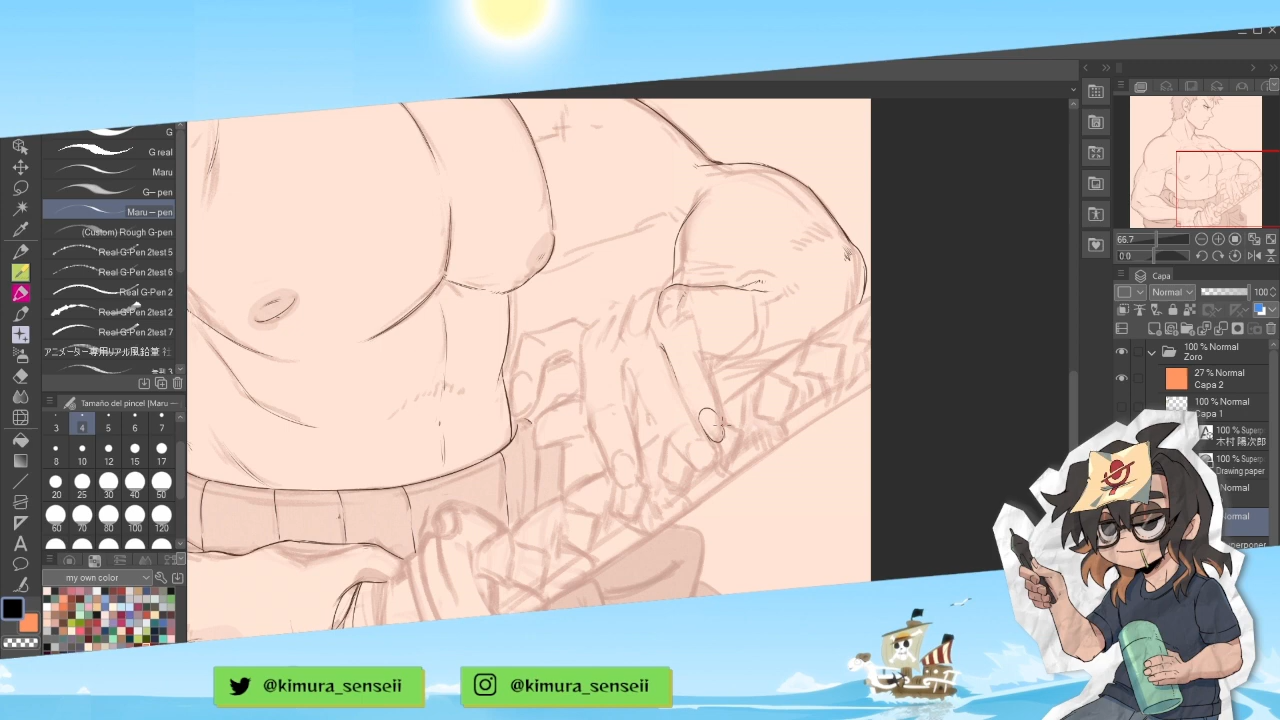 G
G real
Maru
G-pen
Maru-pen
(Custom) Rough G-pen
Real G-Pen 2test 5
Real G-Pen 2test 6
Real G-Pen 2
Real G-Pen 2test 2
Real G-Pen 2test 7
アニメーター専用リアル風鉛筆
Tamaño del pincel [Maru
3 4 5 6 7
8 10 12 15 17
20 25 30 40 50
60 70 80 100 120
my own color
66.7
0.0
Capa
Normal 100
100 % Normal
Zoro
27 % Normal
Capa 2
100 % Normal
Capa 1
100 % Superp
木村 陽次郎
100 % Superp
Drawing paper
Normal
@kimura_senseii
@kimura_senseii